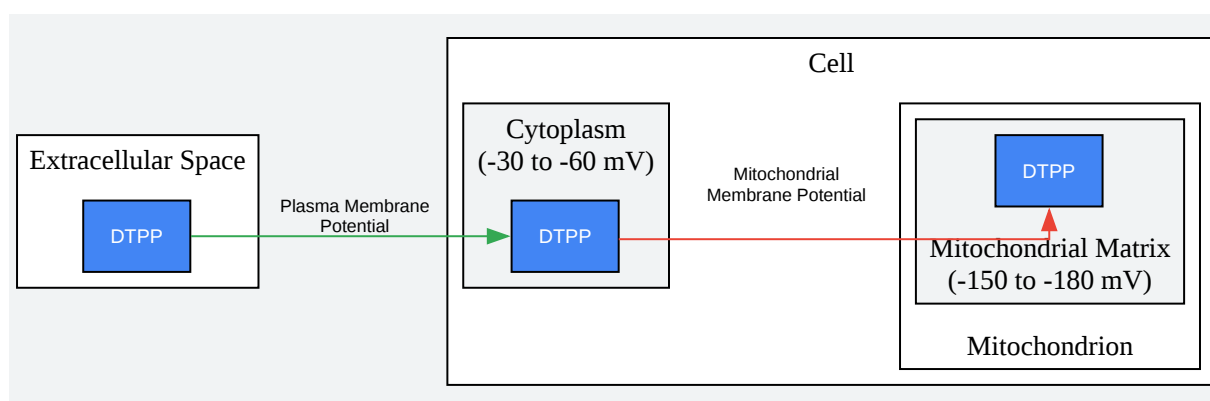 Cell
Extracellular Space
DTPP
Plasma Membrane
Potential
Cytoplasm
(-30 to -60 mV)
DTPP
Mitochondrial
Membrane Potential
DTPP
Mitochondrial Matrix
(-150 to -180 mV)
Mitochondrion